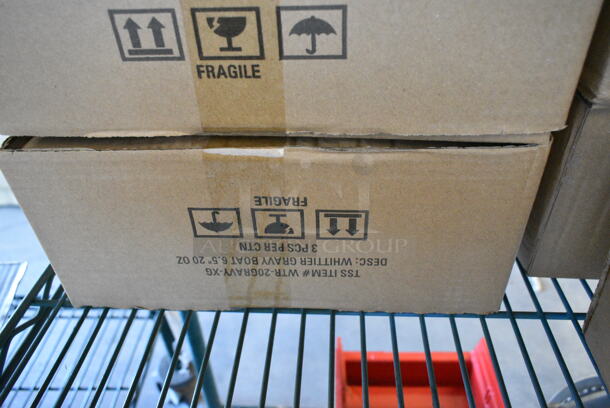 FRAGILE
TSS ITEM # WTR-20GRAVY-XG
DESC: WHITTIER GRAVY BOAT 6.5" 20 OZ
3 PCS PER CTN
FRAGILE
GROUP